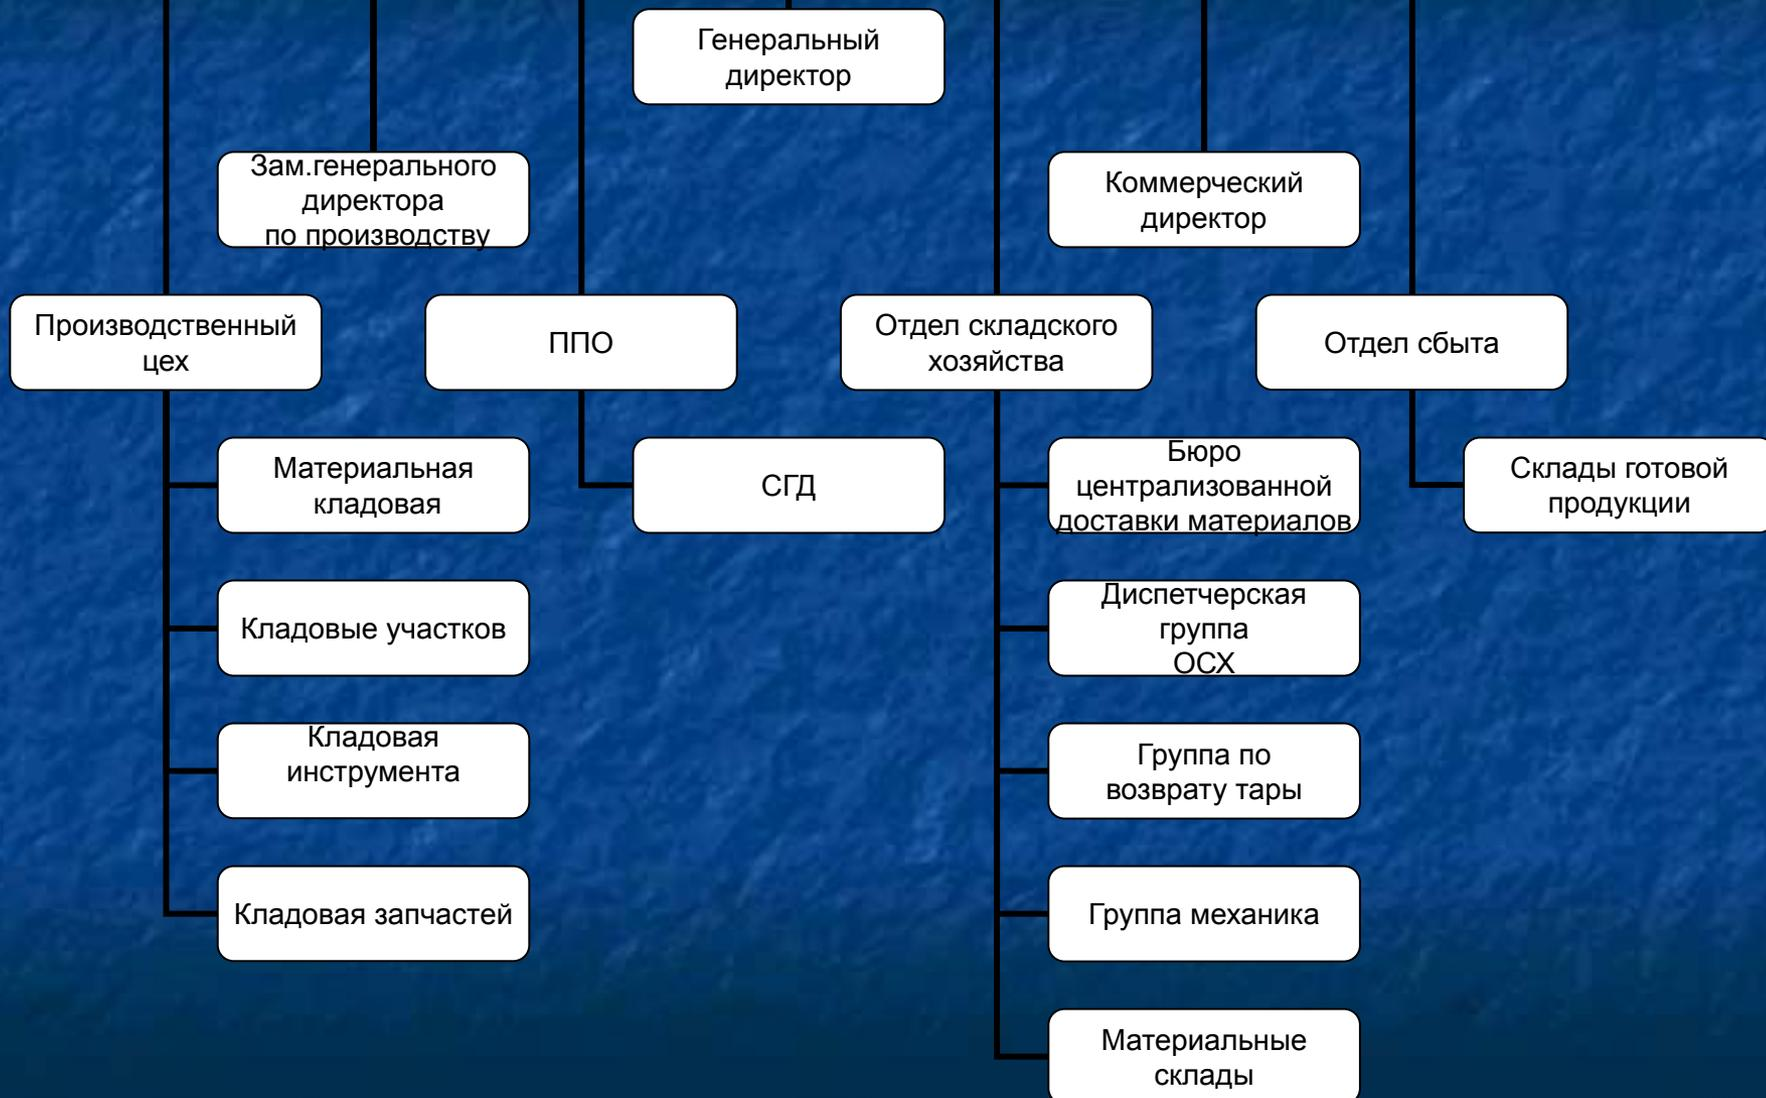 Генеральный
директор
Зам.генерального
директора
по производству
Коммерческий
директор
Производственный
цех
ППО
Отдел складского
хозяйства
Отдел сбыта
Материальная
кладовая
СГД
Бюро
централизованной
доставки материалов
Склады готовой
продукции
Кладовые участков
Диспетчерская
группа
ОСХ
Кладовая
инструмента
Группа по
возврату тары
Кладовая запчастей
Группа механика
Материальные
склады